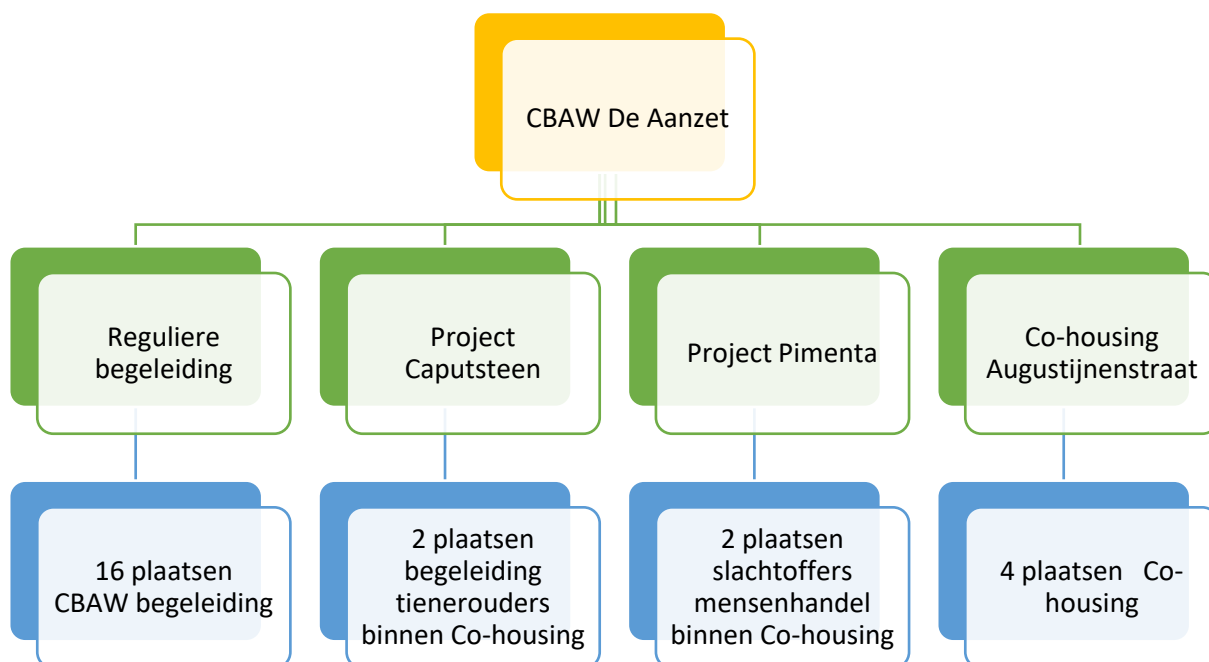 CBAW De Aanzet
Reguliere
begeleiding
Project
Caputsteen
Project Pimenta
Co-housing
Augustijnenstraat
16 plaatsen
CBAW begeleiding
2 plaatsen
begeleiding
tienerouders
binnen Co-housing
2 plaatsen
slachtoffers
mensenhandel
binnen Co-housing
4 plaatsen Co-
housing